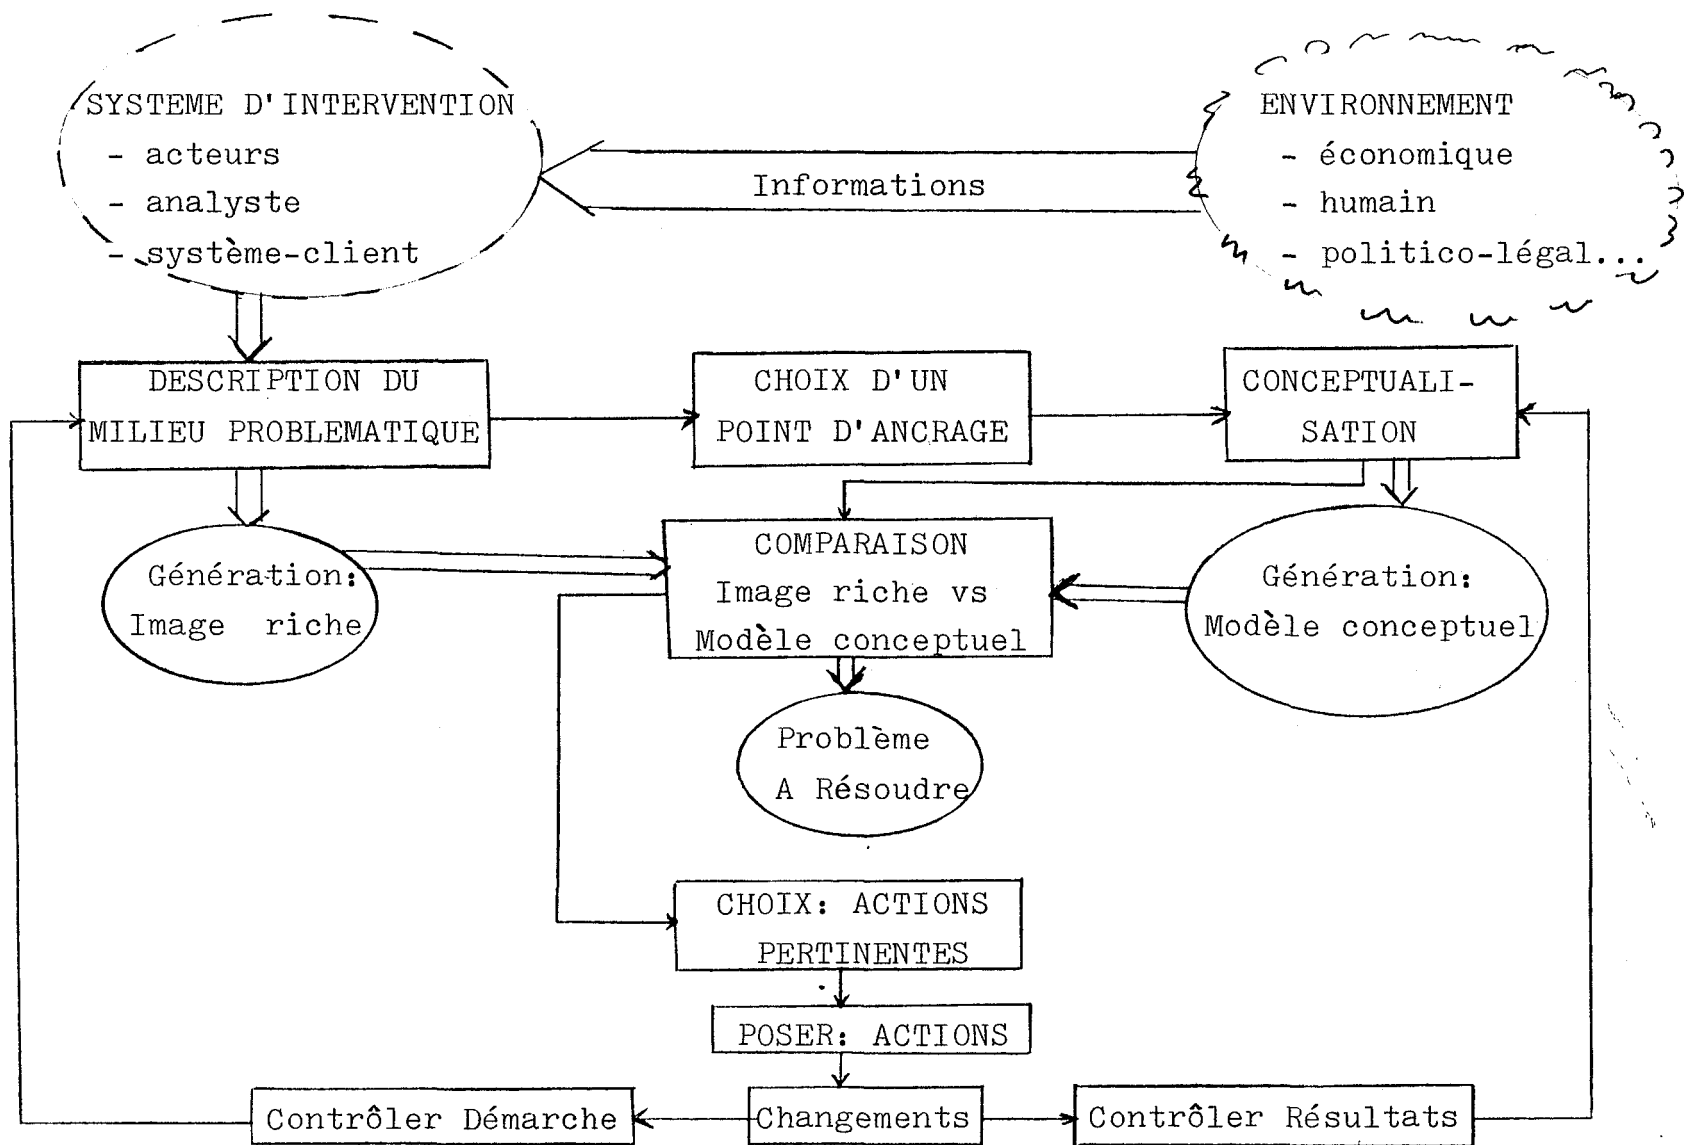 SYSTEME D'INTERVENTION
- acteurs
- analyste
- système-client
ENVIRONNEMENT
- économique
- humain
- politico-légal...
Informations
DESCRIPTION DU
MILIEU PROBLEMATIQUE
CHOIX D'UN
POINT D'ANCRAGE
CONCEPTUALI-
SATION
Génération:
Image riche
COMPARAISON
Image riche vs
Modèle conceptuel
Génération:
Modèle conceptuel
Problème
A Résoudre
CHOIX: ACTIONS
PERTINENTES
POSER: ACTIONS
Contrôler Démarche
Changements
Contrôler Résultats